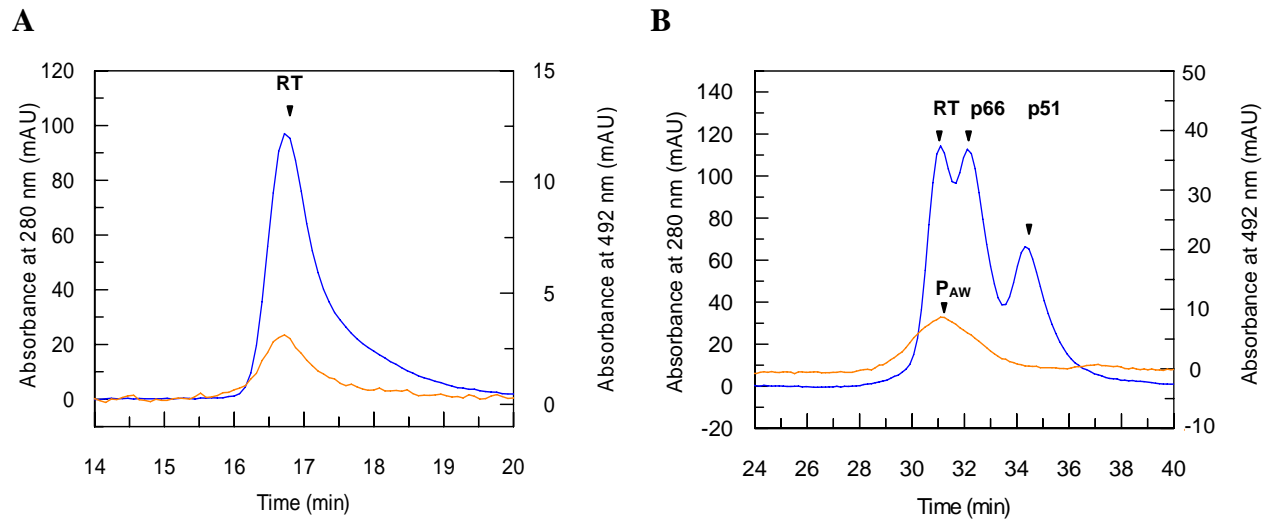 A
RT
120
100
80
60
40
20
0
Absorbance at 280 nm (mAU)
15
10
5
0
Absorbance at 492 nm (mAU)
14 15 16 17 18 19 20
Time (min)
B
RT p66 p51
PAW
140
120
100
80
60
40
20
0
-20
Absorbance at 280 nm (mAU)
50
40
30
20
10
0
-10
Absorbance at 492 nm (mAU)
24 26 28 30 32 34 36 38 40
Time (min)